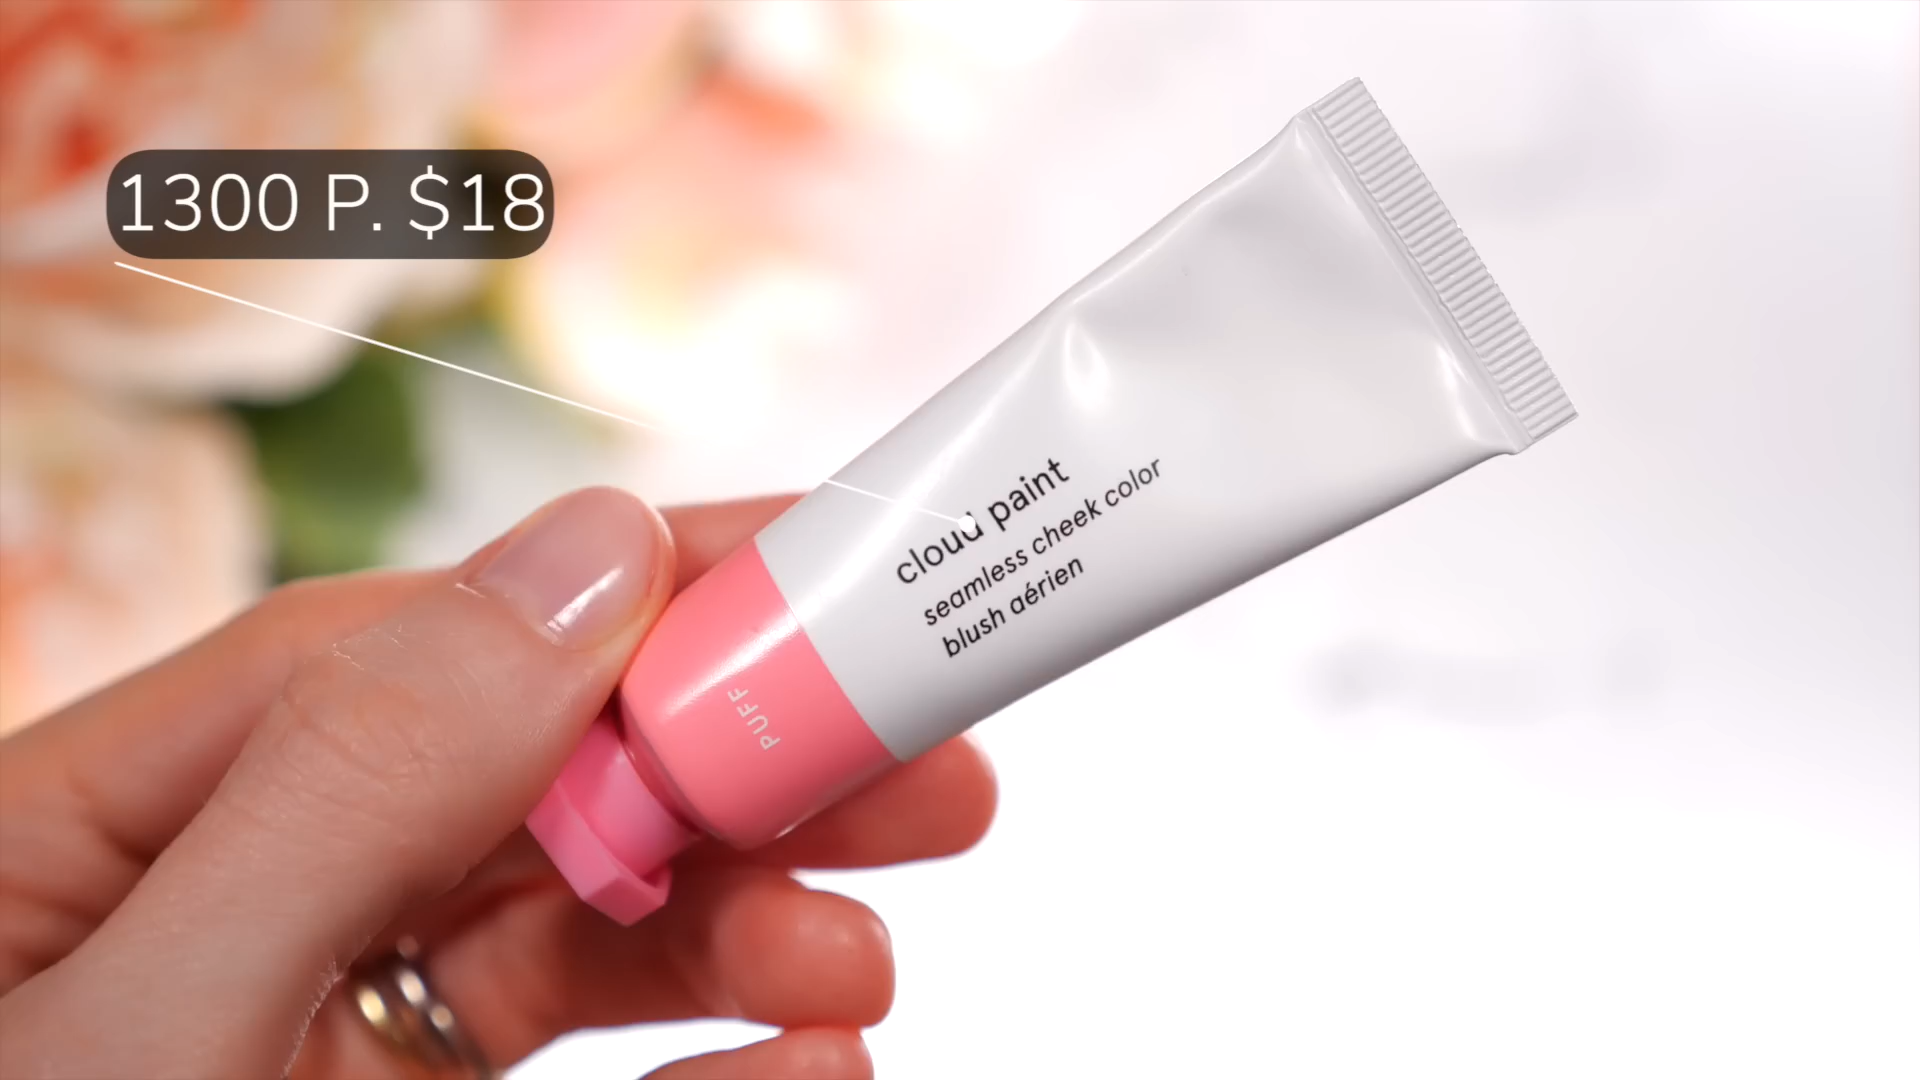 1300 Р. $18
cloud paint
seamless cheek color
blush aérien
PUFF